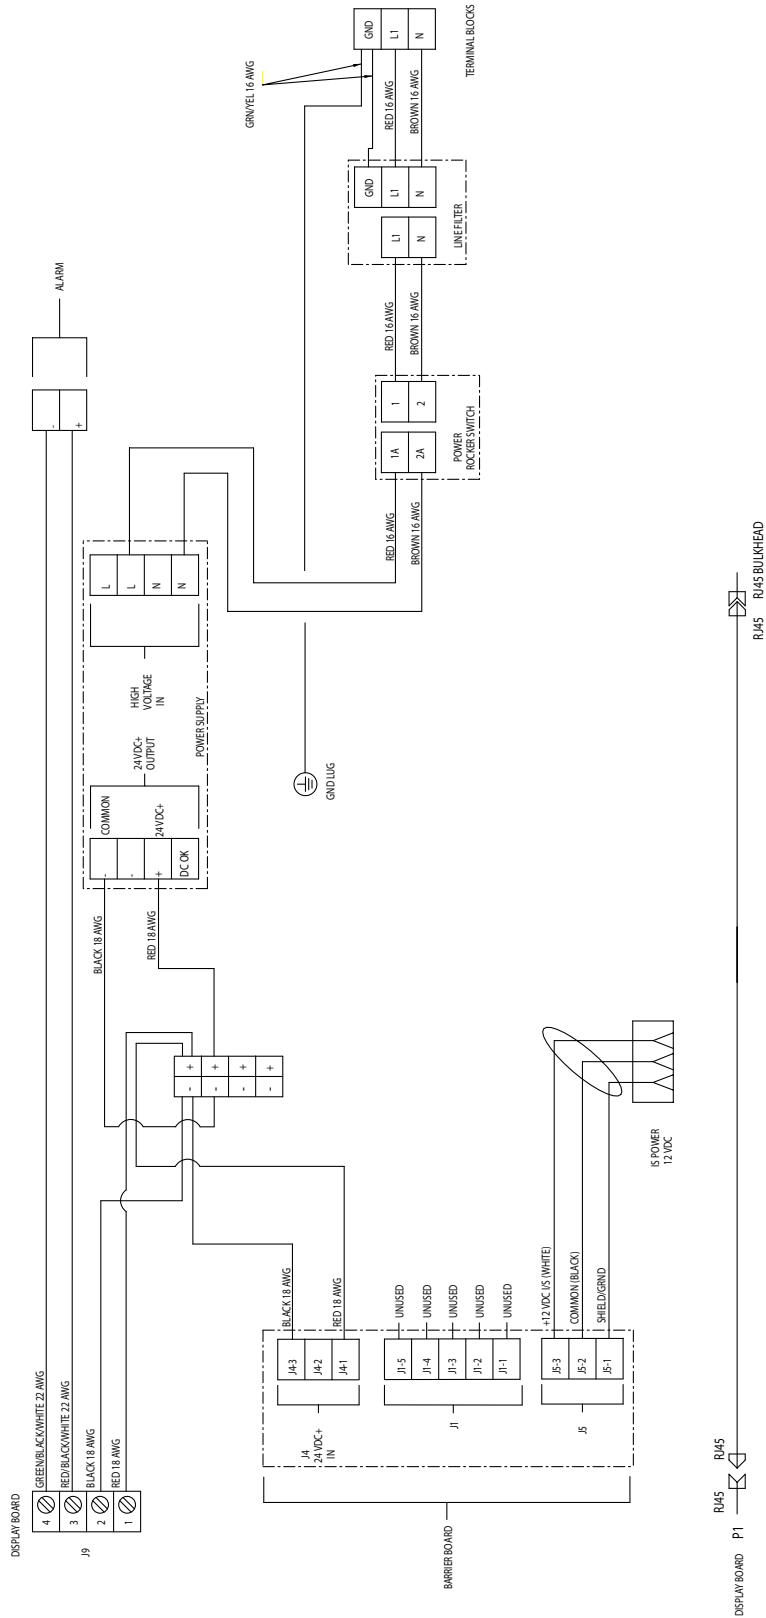 DISPLAY BOARD
J9
4
3
2
1
GREEN/BLACK/WHITE 22 AWG
RED/BLACK/WHITE 22 AWG
BLACK 18 AWG
RED 18 AWG
-
+
ALARM
BLACK 18 AWG
RED 18 AWG
-
-
+
DC OK
COMMON
24 VDC+
24 VDC+
OUTPUT
HIGH
VOLTAGE
IN
POWER SUPPLY
L
L
N
N
- +
- +
- +
- +
GND LUG
RED 16 AWG
BROWN 16 AWG
1A
2A
1
2
POWER
ROCKER SWITCH
RED 16 AWG
BROWN 16 AWG
L1
N
GND
L1
N
LINE FILTER
GRN/YEL 16 AWG
RED 16 AWG
BROWN 16 AWG
GND
L1
N
TERMINAL BLOCKS
BARRIER BOARD
J4
24 VDC+
IN
J4-3
J4-2
J4-1
BLACK 18 AWG
RED 18 AWG
J1
J1-5
J1-4
J1-3
J1-2
J1-1
UNUSED
UNUSED
UNUSED
UNUSED
UNUSED
J5
J5-3
J5-2
J5-1
+12 VDC I/S (WHITE)
COMMON (BLACK)
SHIELD/GRND
IS POWER
12 VDC
DISPLAY BOARD P1
RJ45
RJ45
RJ45
RJ45 BULKHEAD